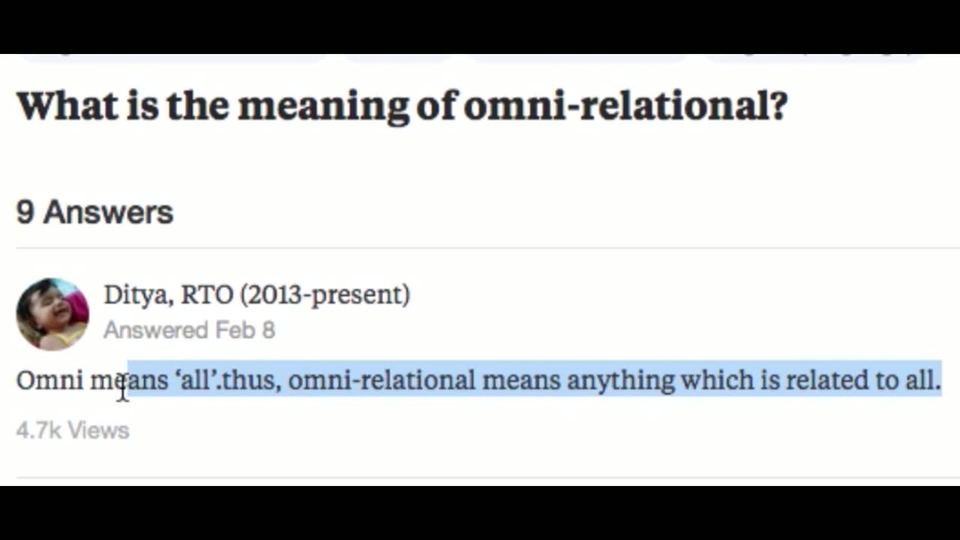 What is the meaning of omni-relational?
9 Answers
Ditya, RTO (2013-present)
Answered Feb 8
Omni means ‘all’.thus, omni-relational means anything which is related to all.
4.7k Views